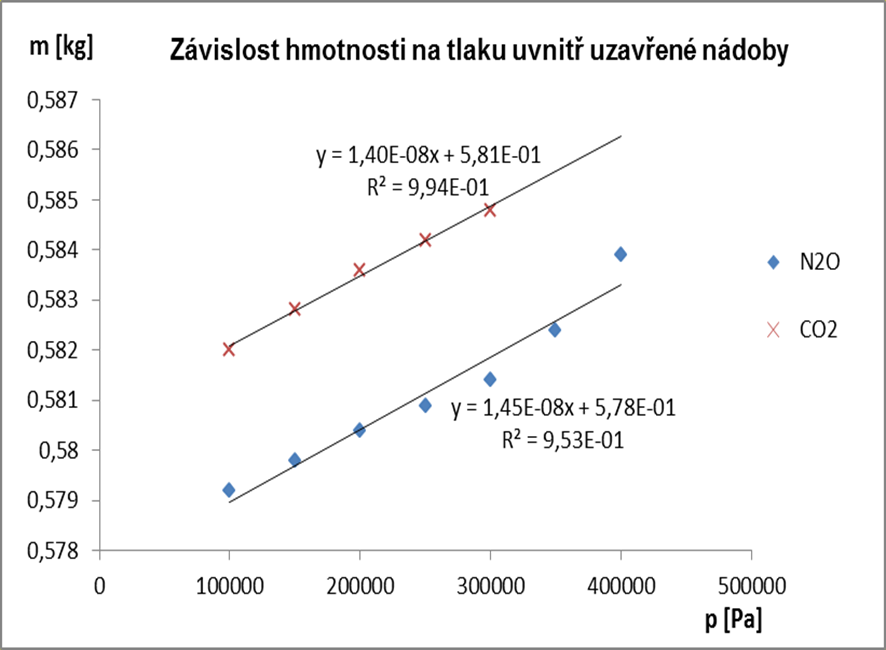 m [kg]
Závislost hmotnosti na tlaku uvnitř uzavřené nádoby
0,587
0,586
0,585
0,584
0,583
0,582
0,581
0,58
0,579
0,578
y = 1,40E-08x + 5,81E-01
R² = 9,94E-01
y = 1,45E-08x + 5,78E-01
R² = 9,53E-01
N2O
CO2
0 100000 200000 300000 400000 500000
p [Pa]